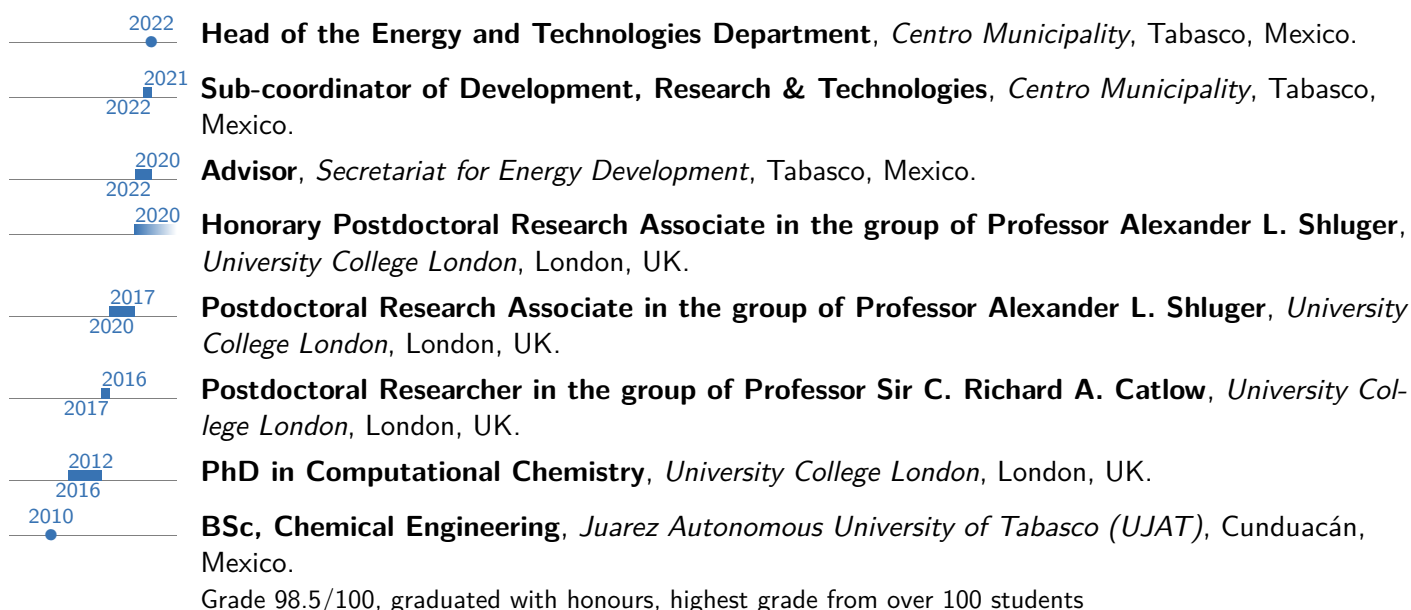 2022
Head of the Energy and Technologies Department, Centro Municipality, Tabasco, Mexico.
2021
2022
Sub-coordinator of Development, Research & Technologies, Centro Municipality, Tabasco,
Mexico.
2020
2022
Advisor, Secretariat for Energy Development, Tabasco, Mexico.
2020
Honorary Postdoctoral Research Associate in the group of Professor Alexander L. Shluger,
University College London, London, UK.
2017
2020
Postdoctoral Research Associate in the group of Professor Alexander L. Shluger, University
College London, London, UK.
2016
2017
Postdoctoral Researcher in the group of Professor Sir C. Richard A. Catlow, University Col-
lege London, London, UK.
2012
2016
PhD in Computational Chemistry, University College London, London, UK.
2010
BSc, Chemical Engineering, Juarez Autonomous University of Tabasco (UJAT), Cunduacán,
Mexico.
Grade 98.5/100, graduated with honours, highest grade from over 100 students